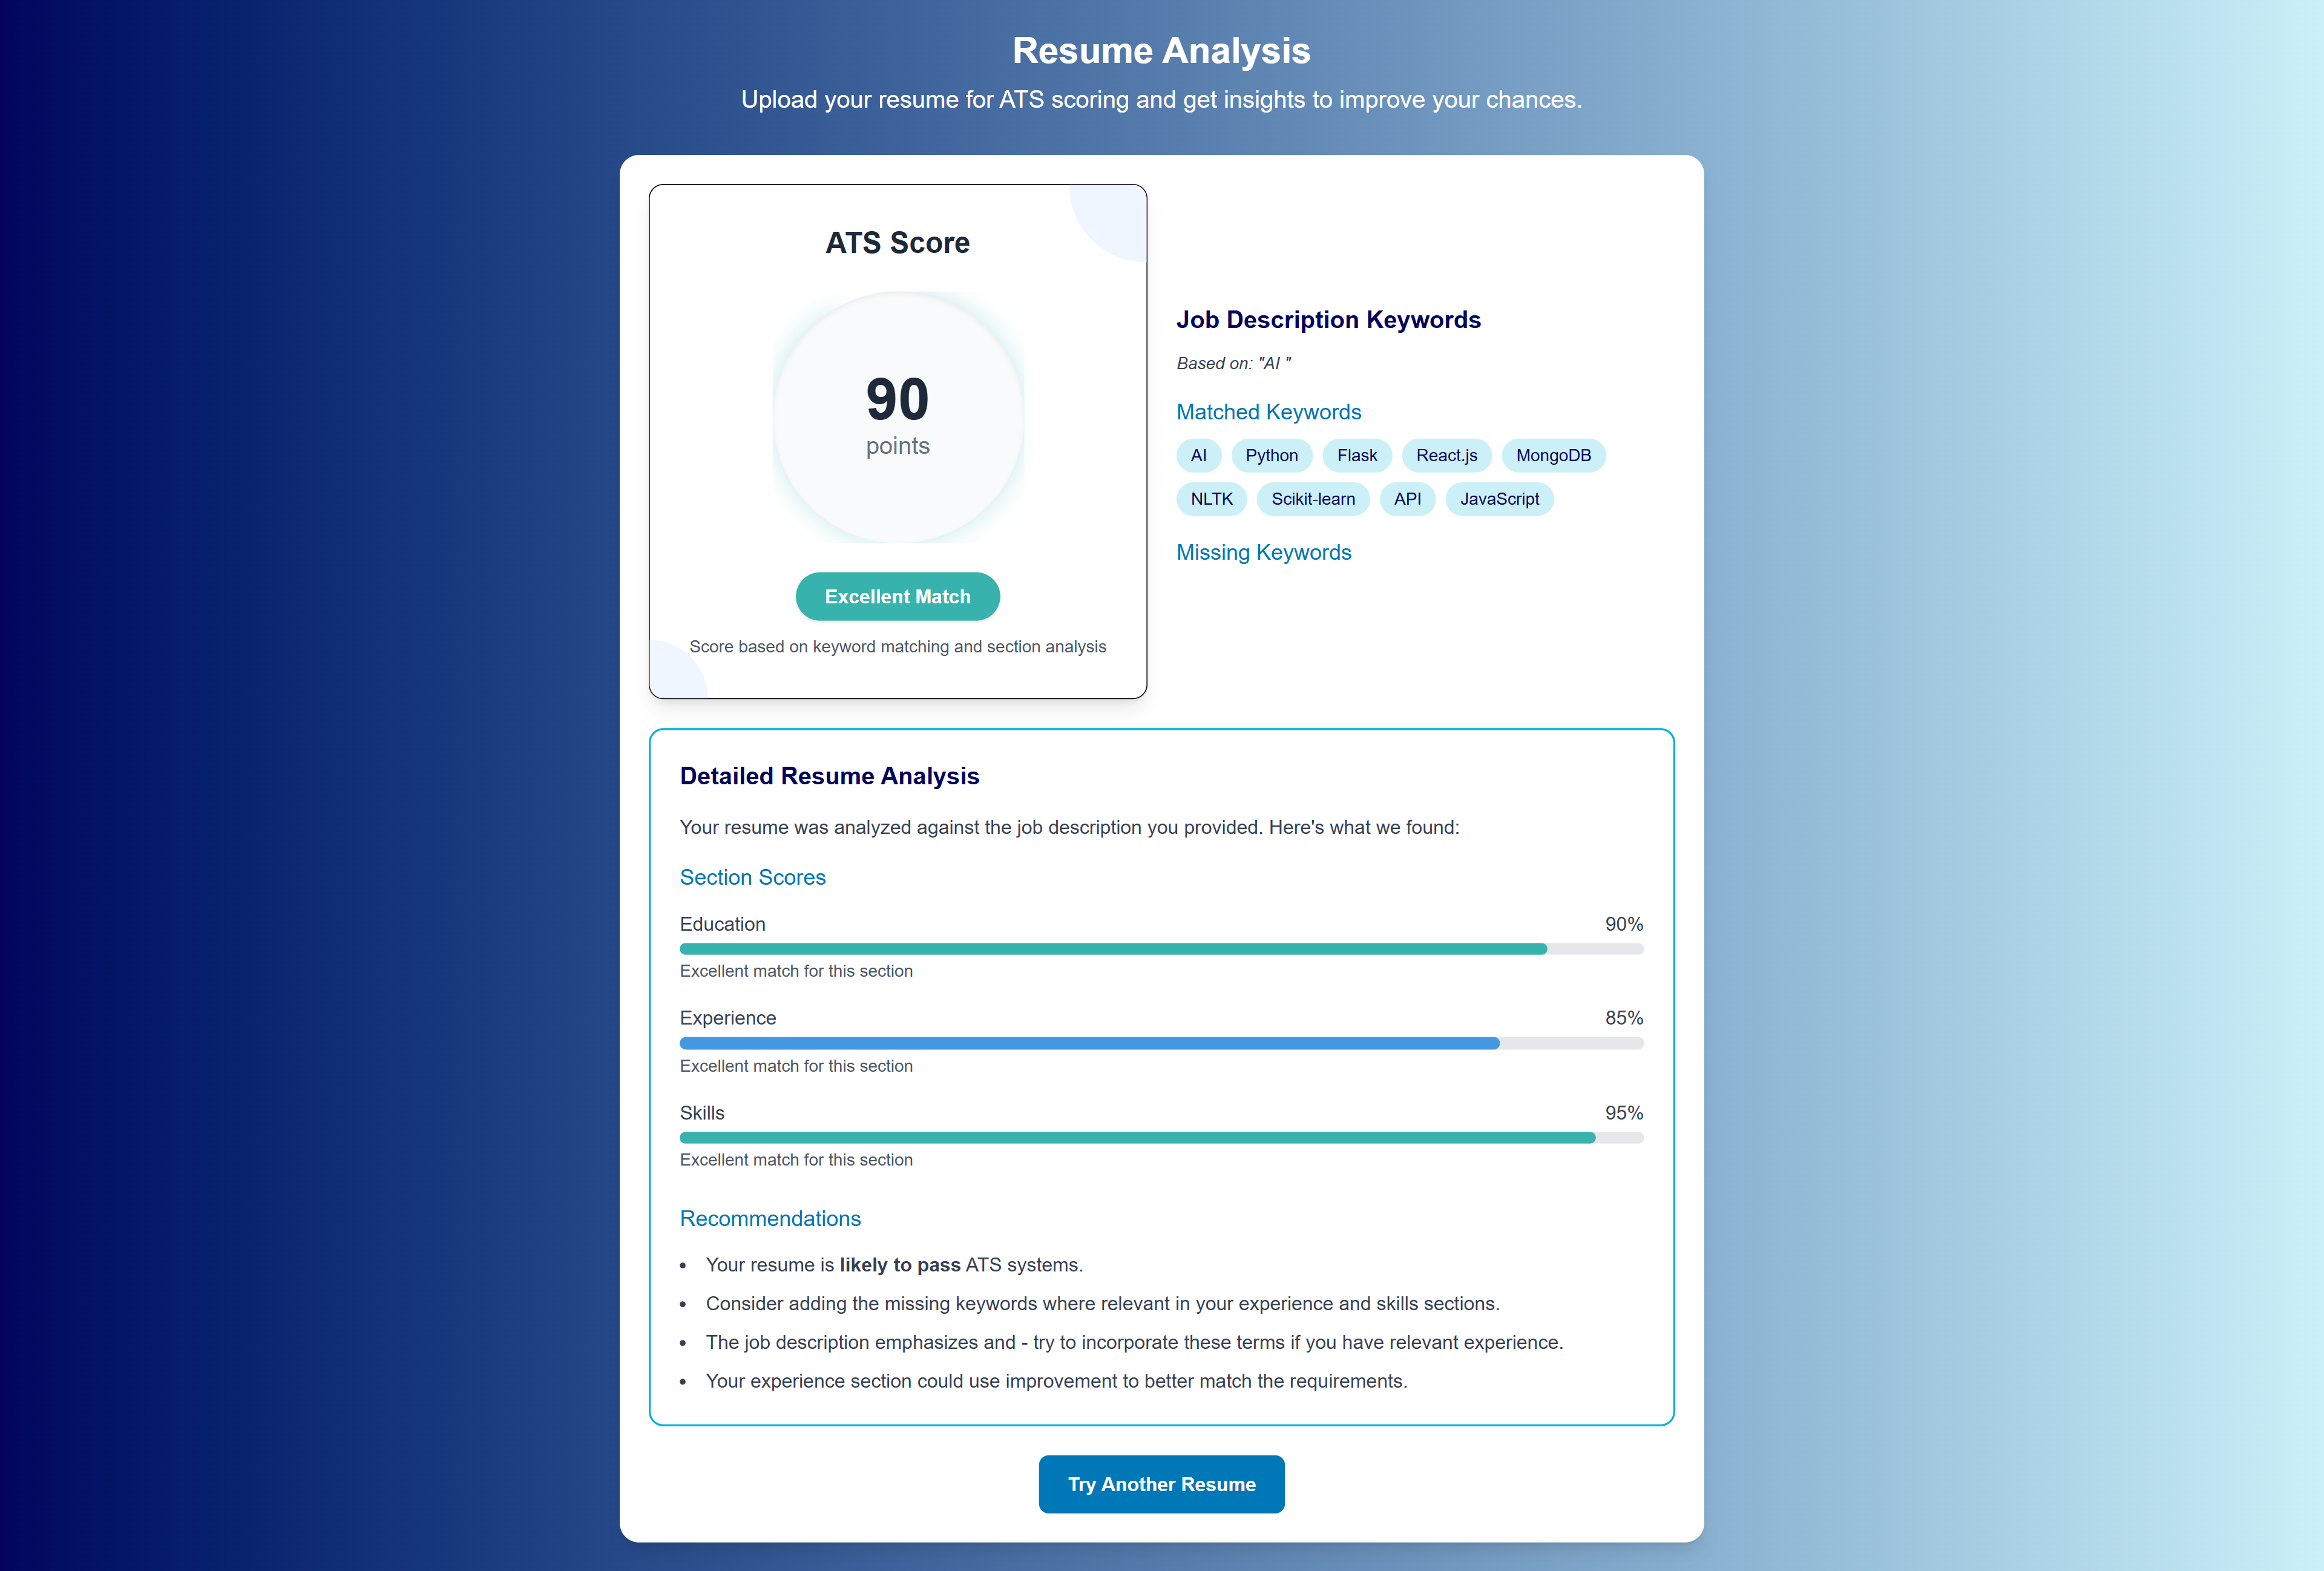 Resume Analysis
Upload your resume for ATS scoring and get insights to improve your chances.
ATS Score
90
points
Excellent Match
Score based on keyword matching and section analysis
Job Description Keywords
Based on: "AI "
Matched Keywords
AI Python Flask React.js MongoDB
NLTK Scikit-learn API JavaScript
Missing Keywords
Detailed Resume Analysis
Your resume was analyzed against the job description you provided. Here's what we found:
Section Scores
Education 90%
Excellent match for this section
Experience 85%
Excellent match for this section
Skills 95%
Excellent match for this section
Recommendations
• Your resume is likely to pass ATS systems.
• Consider adding the missing keywords where relevant in your experience and skills sections.
• The job description emphasizes and - try to incorporate these terms if you have relevant experience.
• Your experience section could use improvement to better match the requirements.
Try Another Resume